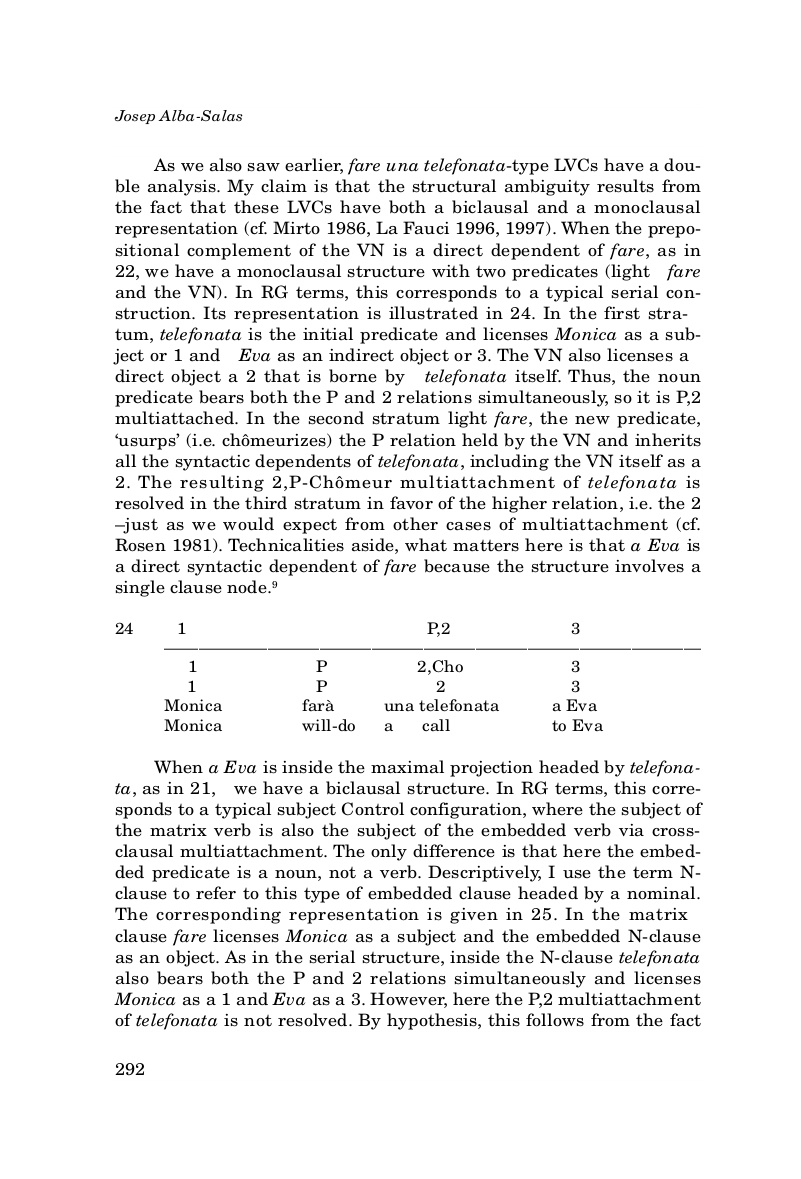 Josep Alba-Salas
As we also saw earlier, fare una telefonata-type LVCs have a dou-
ble analysis. My claim is that the structural ambiguity results from
the fact that these LVCs have both a biclausal and a monoclausal
representation (cf. Mirto 1986, La Fauci 1996, 1997). When the prepo-
sitional complement of the VN is a direct dependent of fare, as in
22, we have a monoclausal structure with two predicates (light fare
and the VN). In RG terms, this corresponds to a typical serial con-
struction. Its representation is illustrated in 24. In the first stra-
tum, telefonata is the initial predicate and licenses Monica as a sub-
ject or 1 and Eva as an indirect object or 3. The VN also licenses a
direct object a 2 that is borne by telefonata itself. Thus, the noun
predicate bears both the P and 2 relations simultaneously, so it is P,2
multiattached. In the second stratum light fare, the new predicate,
‘usurps’ (i.e. chômeurizes) the P relation held by the VN and inherits
all the syntactic dependents of telefonata, including the VN itself as a
2. The resulting 2,P-Chômeur multiattachment of telefonata is
resolved in the third stratum in favor of the higher relation, i.e. the 2
–just as we would expect from other cases of multiattachment (cf.
Rosen 1981). Technicalities aside, what matters here is that a Eva is
a direct syntactic dependent of fare because the structure involves a
single clause node.⁹
24 1 P,2 3
1 P 2,Cho 3
1 P 2 3
Monica farà una telefonata a Eva
Monica will-do a call to Eva
When a Eva is inside the maximal projection headed by telefona-
ta, as in 21, we have a biclausal structure. In RG terms, this corre-
sponds to a typical subject Control configuration, where the subject of
the matrix verb is also the subject of the embedded verb via cross-
clausal multiattachment. The only difference is that here the embed-
ded predicate is a noun, not a verb. Descriptively, I use the term N-
clause to refer to this type of embedded clause headed by a nominal.
The corresponding representation is given in 25. In the matrix
clause fare licenses Monica as a subject and the embedded N-clause
as an object. As in the serial structure, inside the N-clause telefonata
also bears both the P and 2 relations simultaneously and licenses
Monica as a 1 and Eva as a 3. However, here the P,2 multiattachment
of telefonata is not resolved. By hypothesis, this follows from the fact
292